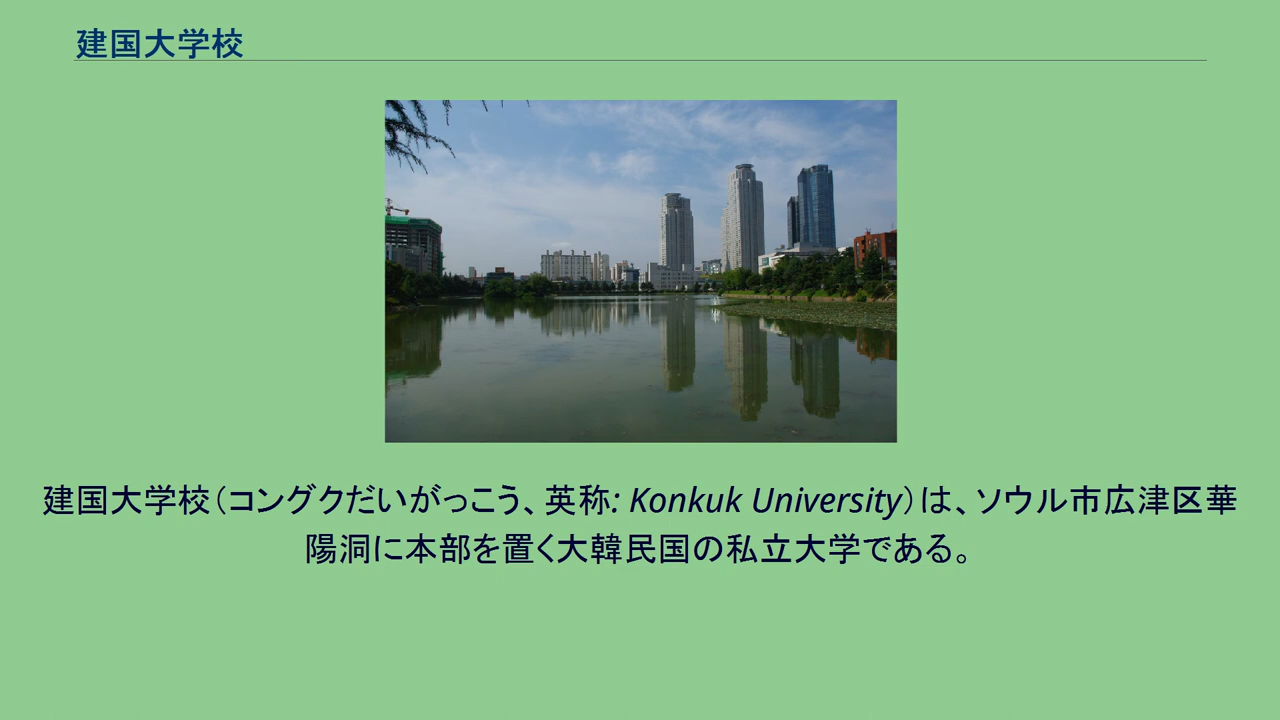 建国大学校
建国大学校（コングクだいがっこう、英称: Konkuk University）は、ソウル市広津区華
陽洞に本部を置く大韓民国の私立大学である。